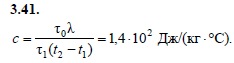 3.41.
c = τ₀λ / τ₁(t₂ − t₁) = 1,4·10² Дж/(кг · °C).